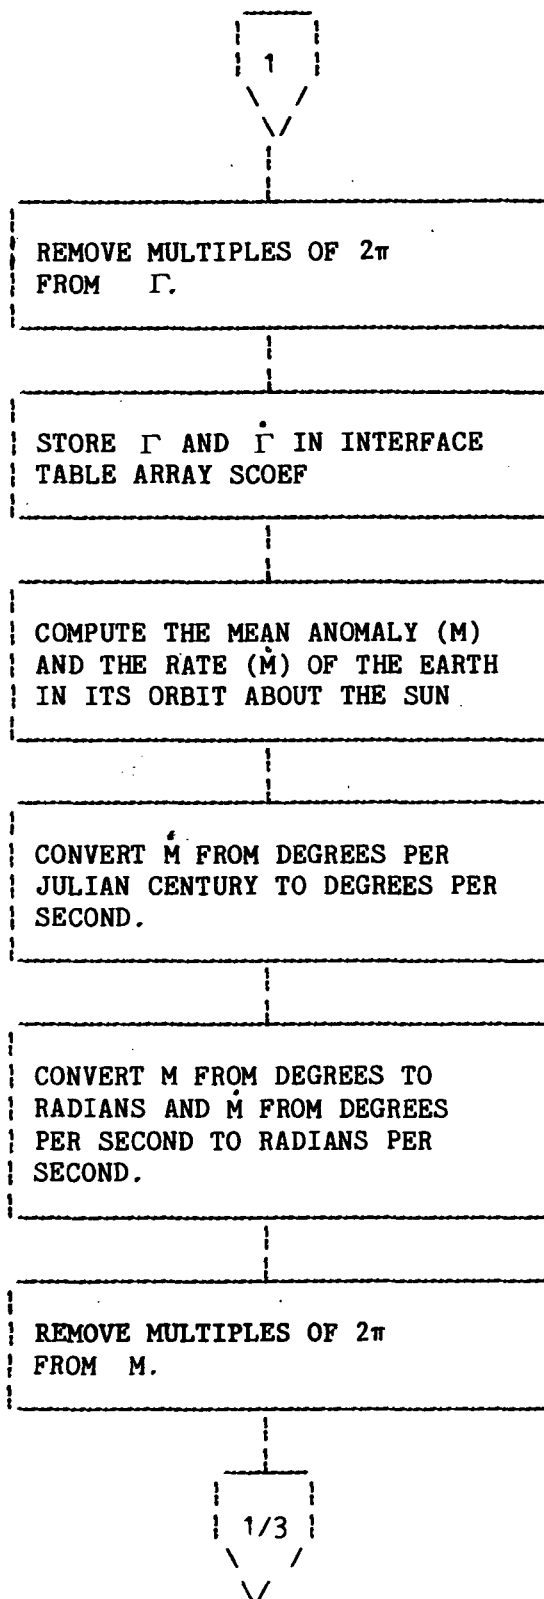 1
REMOVE MULTIPLES OF 2π
FROM Γ.
STORE Γ AND Γ̇ IN INTERFACE
TABLE ARRAY SCOEF
COMPUTE THE MEAN ANOMALY (M)
AND THE RATE (Ṁ) OF THE EARTH
IN ITS ORBIT ABOUT THE SUN
CONVERT Ṁ FROM DEGREES PER
JULIAN CENTURY TO DEGREES PER
SECOND.
CONVERT M FROM DEGREES TO
RADIANS AND Ṁ FROM DEGREES
PER SECOND TO RADIANS PER
SECOND.
REMOVE MULTIPLES OF 2π
FROM M.
1/3